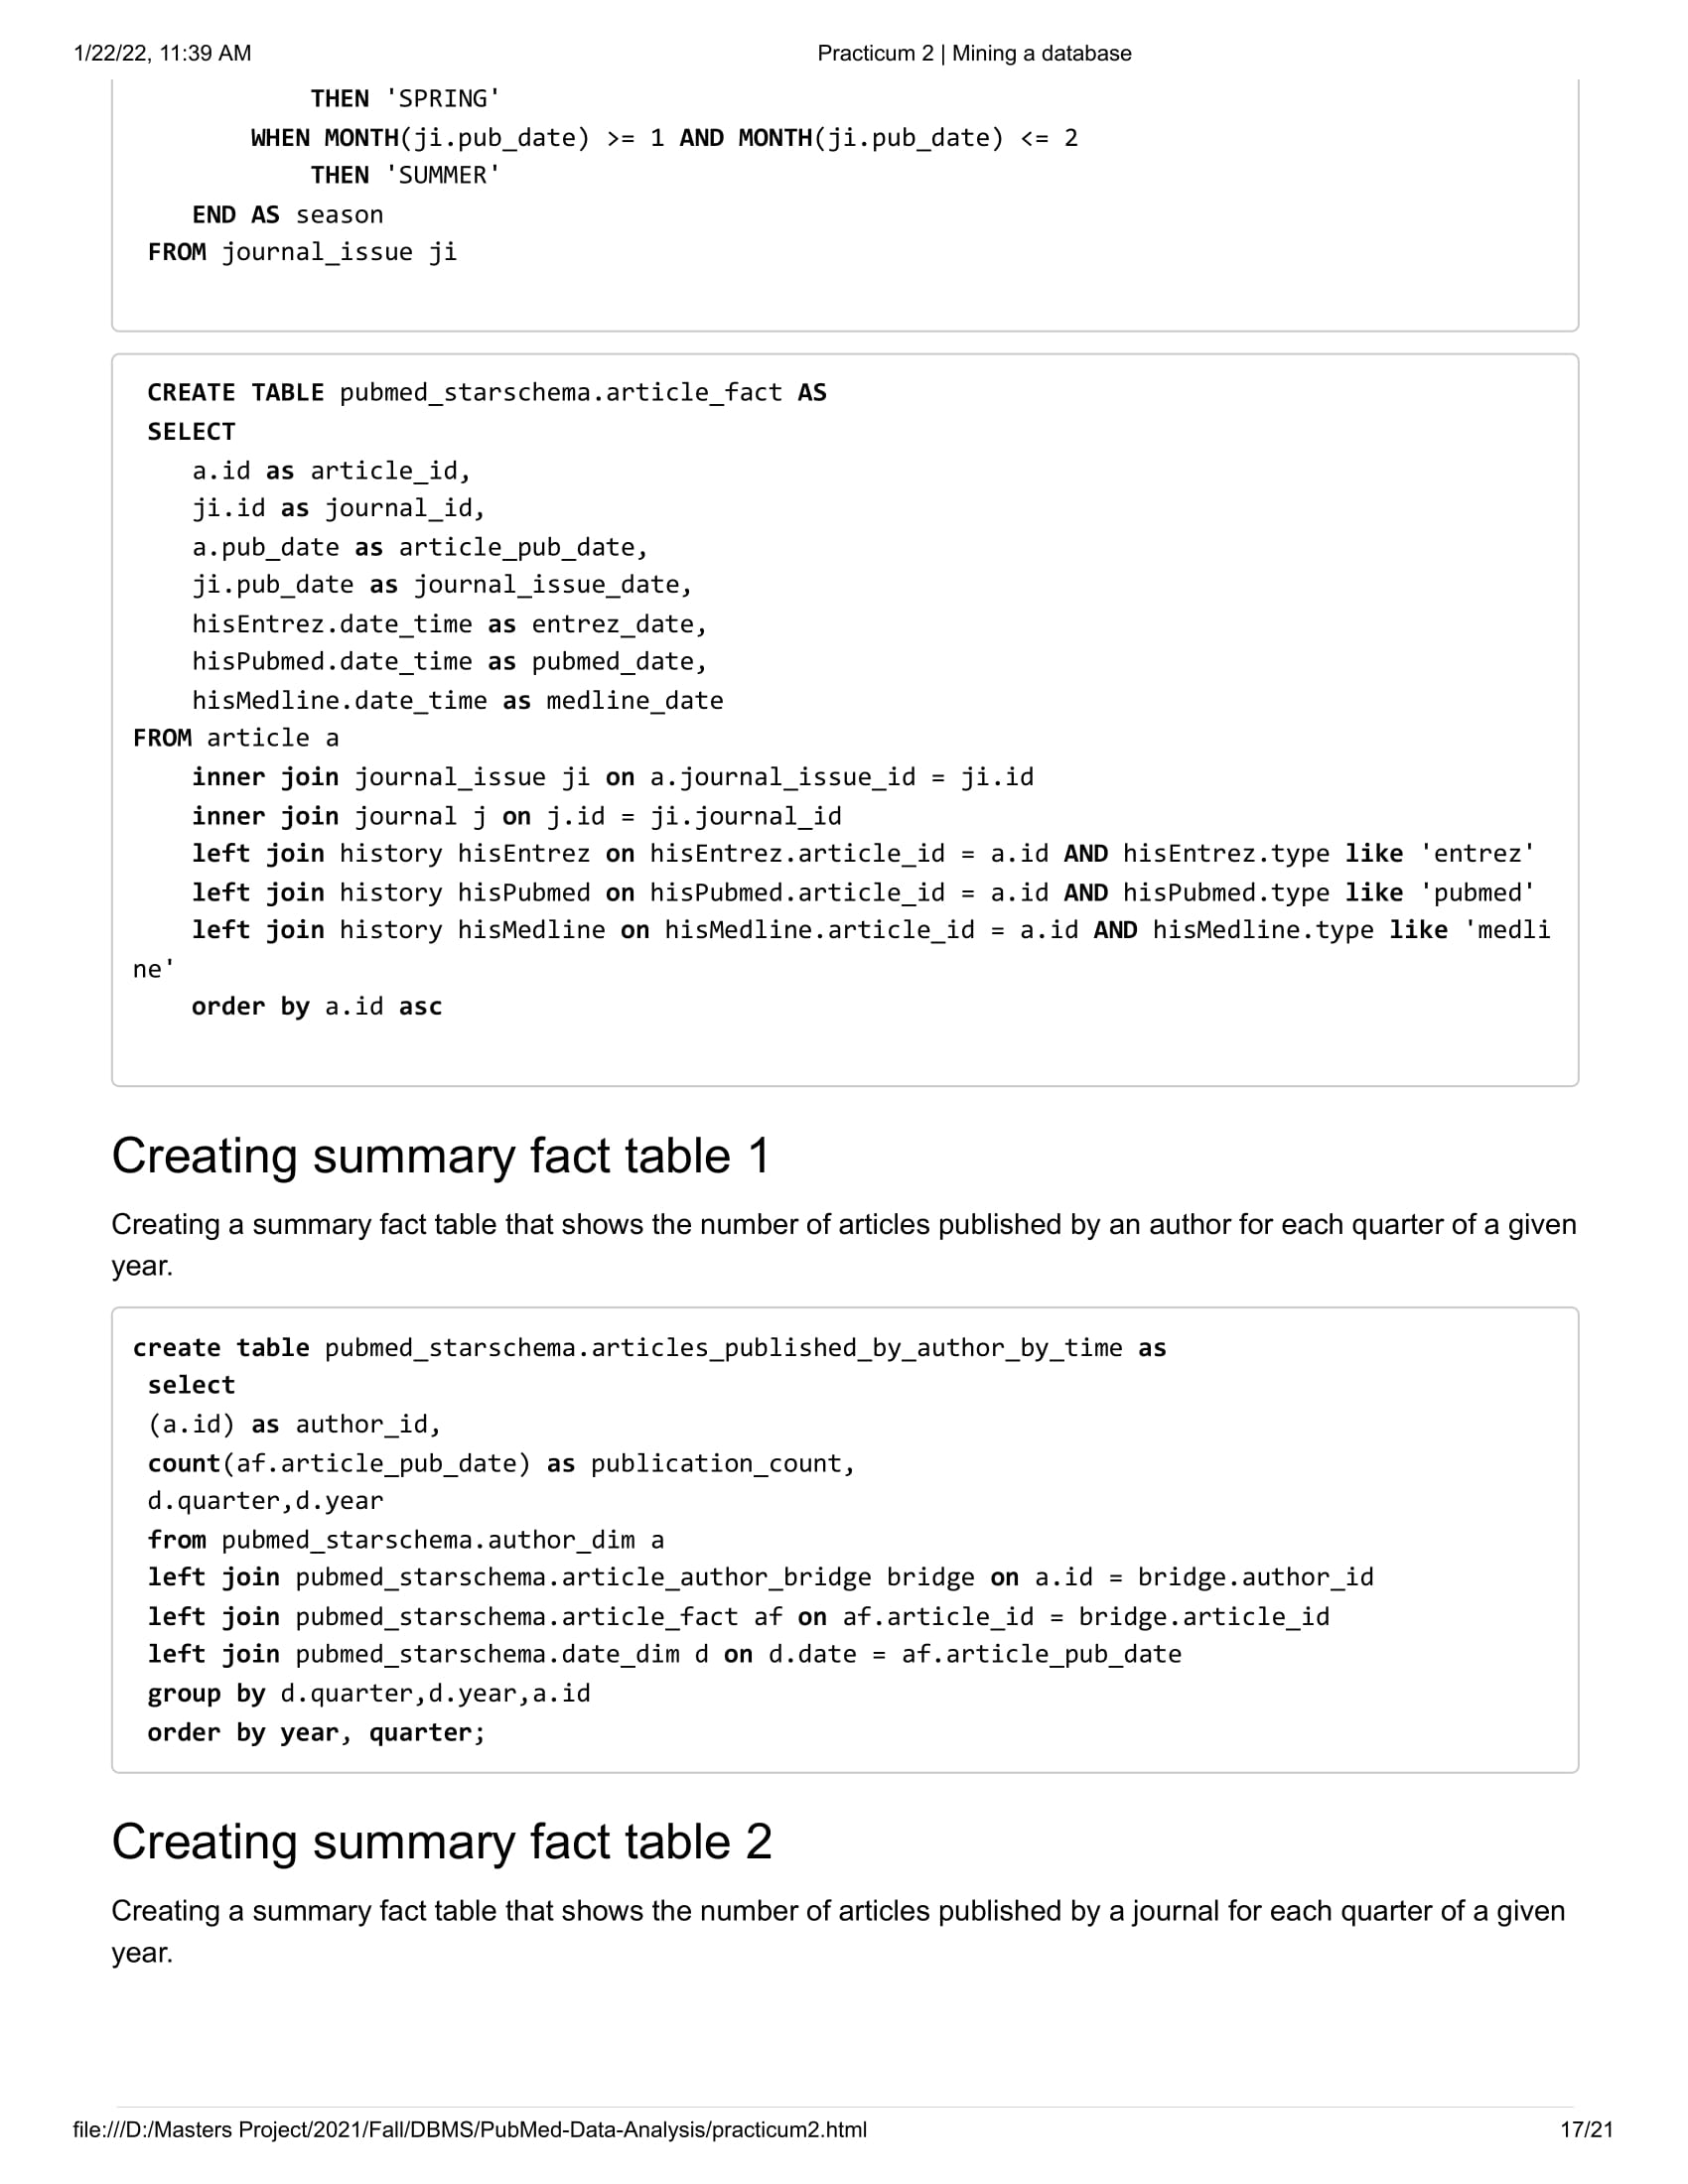 1/22/22, 11:39 AM
Practicum 2 | Mining a database
THEN 'SPRING'
WHEN MONTH(ji.pub_date) >= 1 AND MONTH(ji.pub_date) <= 2
THEN 'SUMMER'
END AS season
FROM journal_issue ji
CREATE TABLE pubmed_starschema.article_fact AS
SELECT
a.id as article_id,
ji.id as journal_id,
a.pub_date as article_pub_date,
ji.pub_date as journal_issue_date,
hisEntrez.date_time as entrez_date,
hisPubmed.date_time as pubmed_date,
hisMedline.date_time as medline_date
FROM article a
inner join journal_issue ji on a.journal_issue_id = ji.id
inner join journal j on j.id = ji.journal_id
left join history hisEntrez on hisEntrez.article_id = a.id AND hisEntrez.type like 'entrez'
left join history hisPubmed on hisPubmed.article_id = a.id AND hisPubmed.type like 'pubmed'
left join history hisMedline on hisMedline.article_id = a.id AND hisMedline.type like 'medli
ne'
order by a.id asc
Creating summary fact table 1
Creating a summary fact table that shows the number of articles published by an author for each quarter of a given
year.
create table pubmed_starschema.articles_published_by_author_by_time as
select
(a.id) as author_id,
count(af.article_pub_date) as publication_count,
d.quarter,d.year
from pubmed_starschema.author_dim a
left join pubmed_starschema.article_author_bridge bridge on a.id = bridge.author_id
left join pubmed_starschema.article_fact af on af.article_id = bridge.article_id
left join pubmed_starschema.date_dim d on d.date = af.article_pub_date
group by d.quarter,d.year,a.id
order by year, quarter;
Creating summary fact table 2
Creating a summary fact table that shows the number of articles published by a journal for each quarter of a given
year.
file:///D:/Masters Project/2021/Fall/DBMS/PubMed-Data-Analysis/practicum2.html
17/21